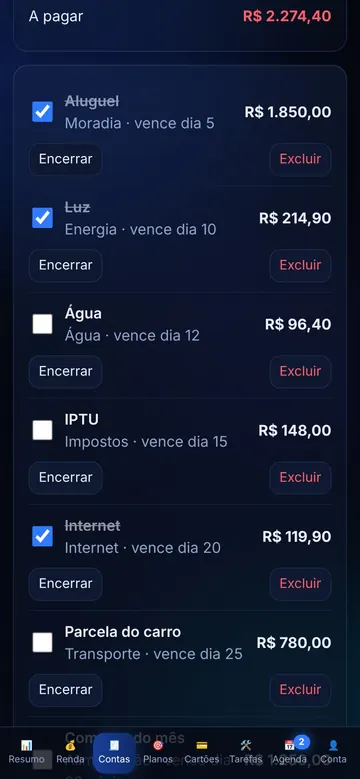 A pagar R$ 2.274,40
Aluguel R$ 1.850,00
Moradia · vence dia 5
Encerrar Excluir
Luz R$ 214,90
Energia · vence dia 10
Encerrar Excluir
Água R$ 96,40
Água · vence dia 12
Encerrar Excluir
IPTU R$ 148,00
Impostos · vence dia 15
Encerrar Excluir
Internet R$ 119,90
Internet · vence dia 20
Encerrar Excluir
Parcela do carro R$ 780,00
Transporte · vence dia 25
Encerrar Excluir
do mês
2
Resumo Renda Contas Planos Cartões Tarefas Agenda Conta